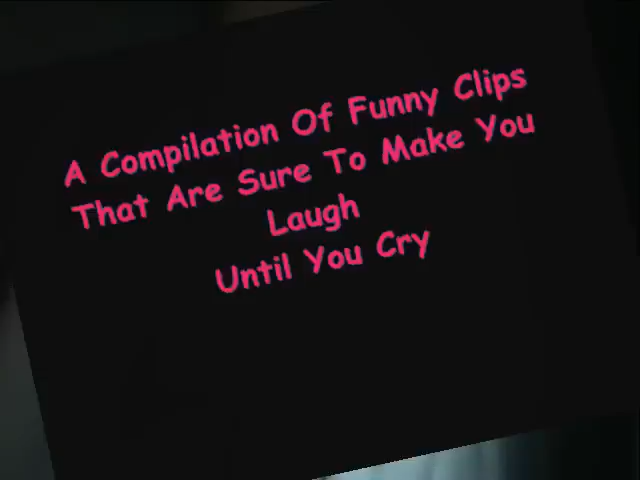 A Compilation Of Funny Clips
That Are Sure To Make You
Laugh
Until You Cry